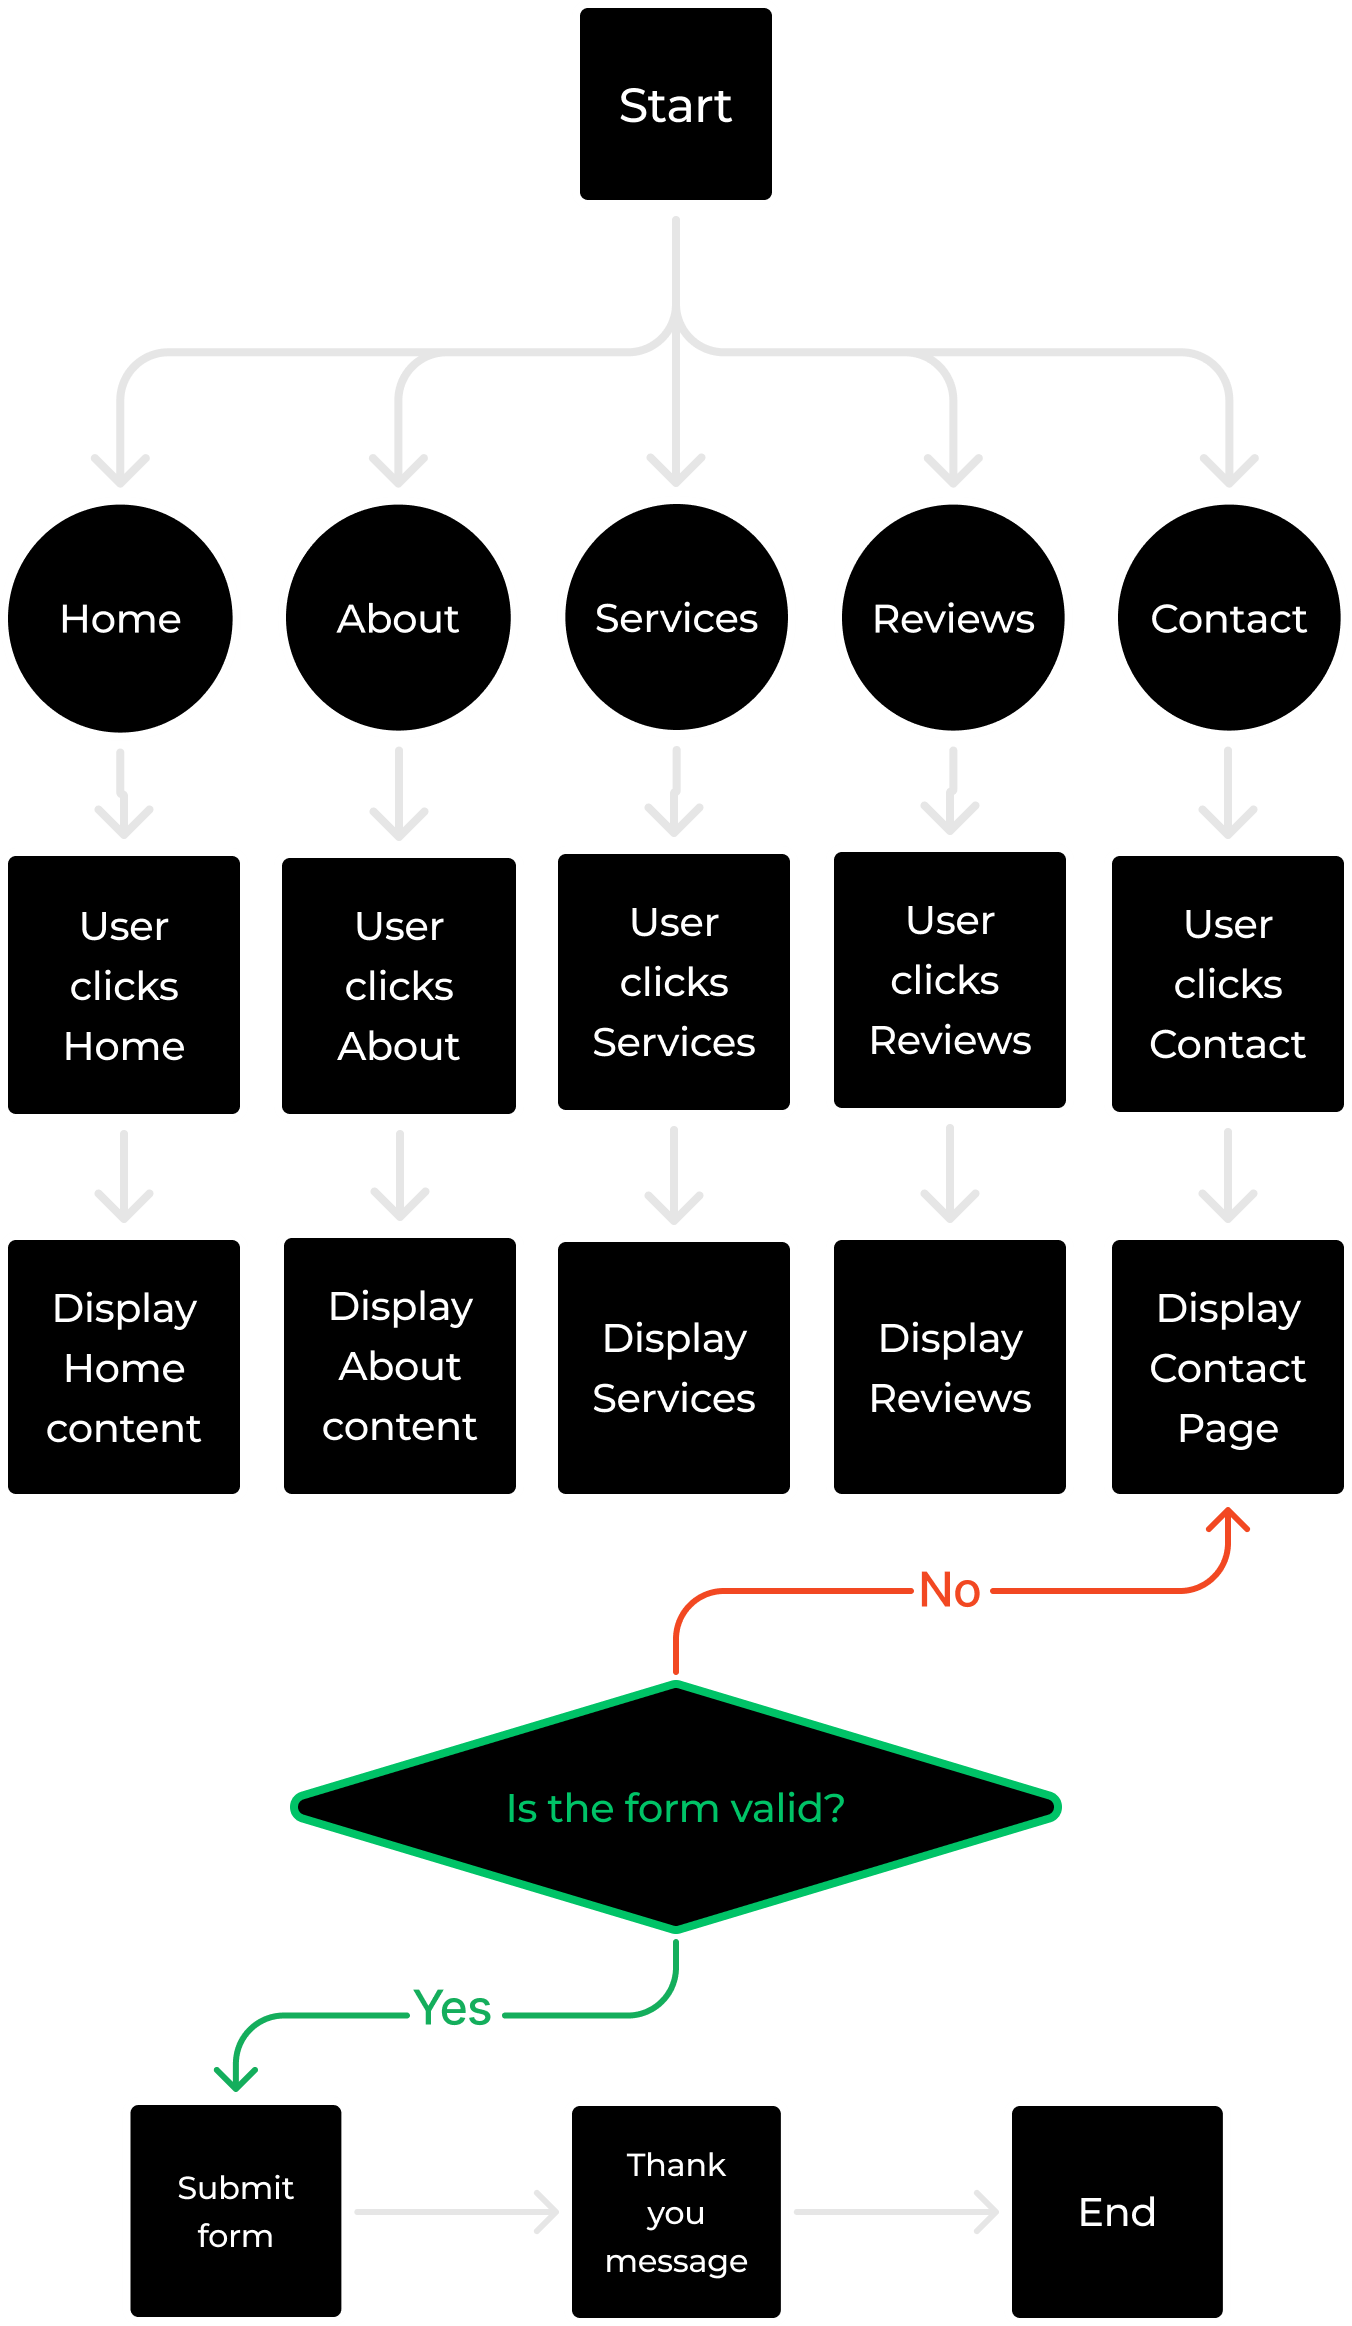 Start
Home
About
Services
Reviews
Contact
User
clicks
Home
User
clicks
About
User
clicks
Services
User
clicks
Reviews
User
clicks
Contact
Display
Home
content
Display
About
content
Display
Services
Display
Reviews
Display
Contact
Page
No
Is the form valid?
Yes
Submit
form
Thank
you
message
End